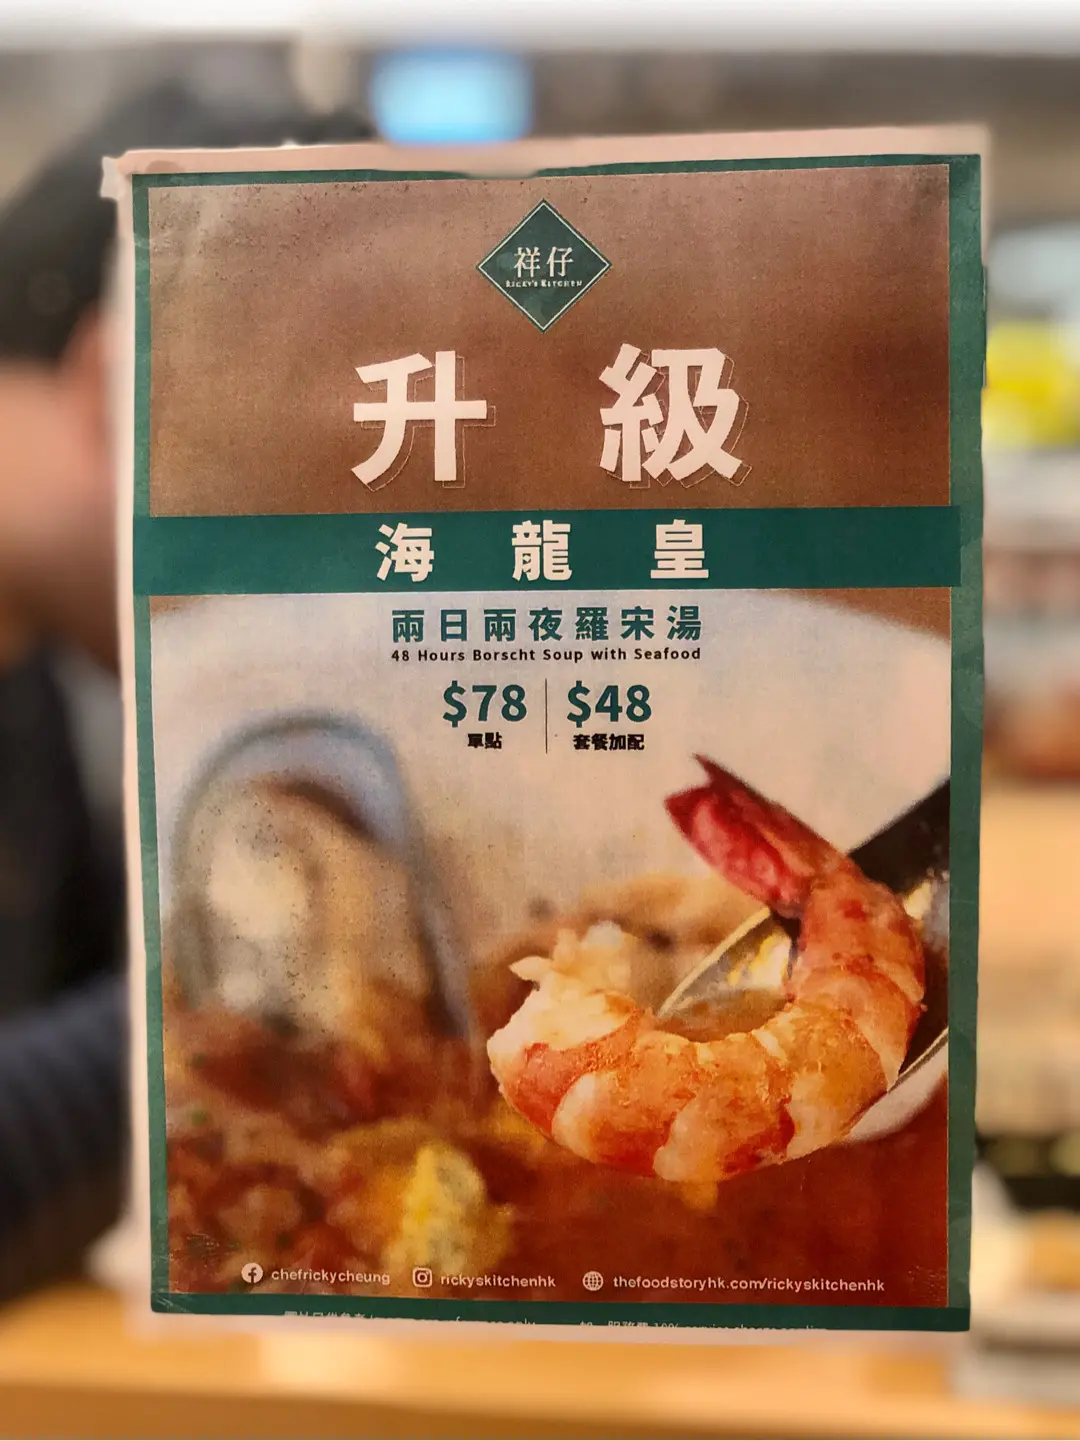 祥仔
RICKY'S KITCHEN
升級
海龍皇
兩日兩夜羅宋湯
48 Hours Borscht Soup with Seafood
$78 $48
單點 套餐加配
chefrickycheung rickyskitchenhk thefoodstoryhk.com/rickyskitchenhk